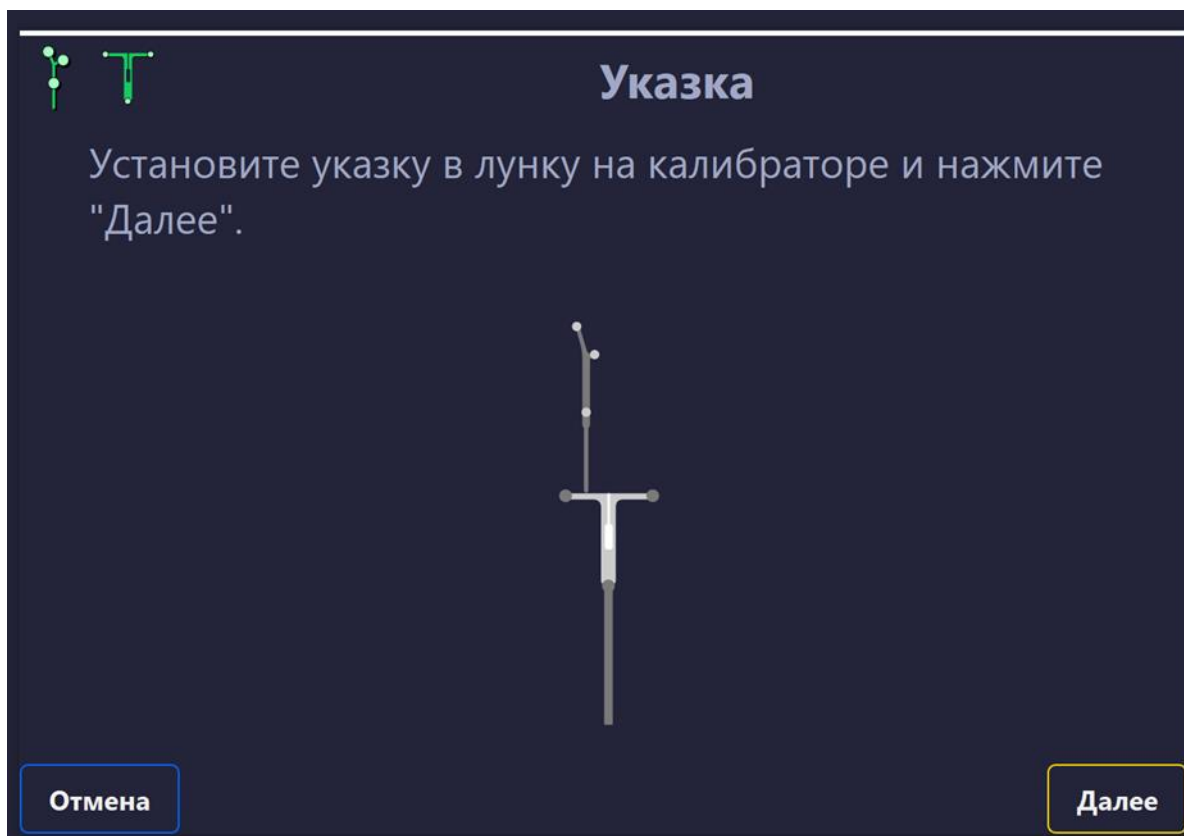 Указка
Установите указку в лунку на калибраторе и нажмите
"Далее".
Отмена
Далее